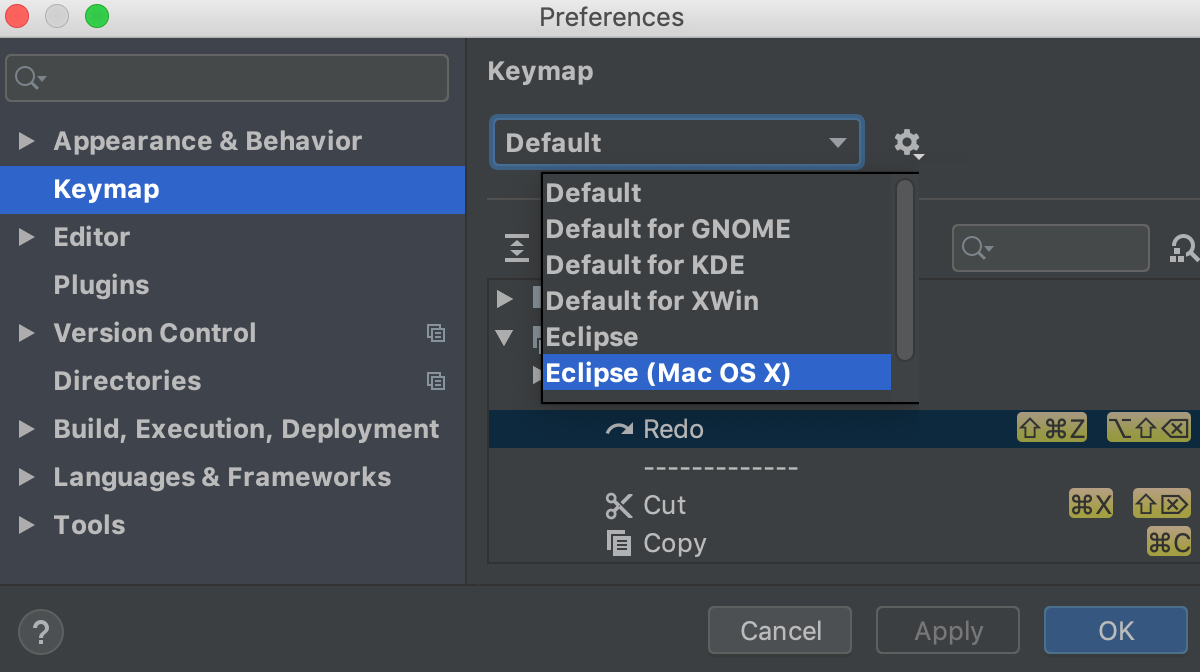 Preferences
Appearance & Behavior
Keymap
Editor
Plugins
Version Control
Directories
Build, Execution, Deployment
Languages & Frameworks
Tools
Keymap
Default
Default
Default for GNOME
Default for KDE
Default for XWin
Eclipse
Eclipse (Mac OS X)
Redo ⇧⌘Z ⌥⇧⌫
-------------
Cut ⌘X ⇧⌦
Copy ⌘C
? Cancel Apply OK